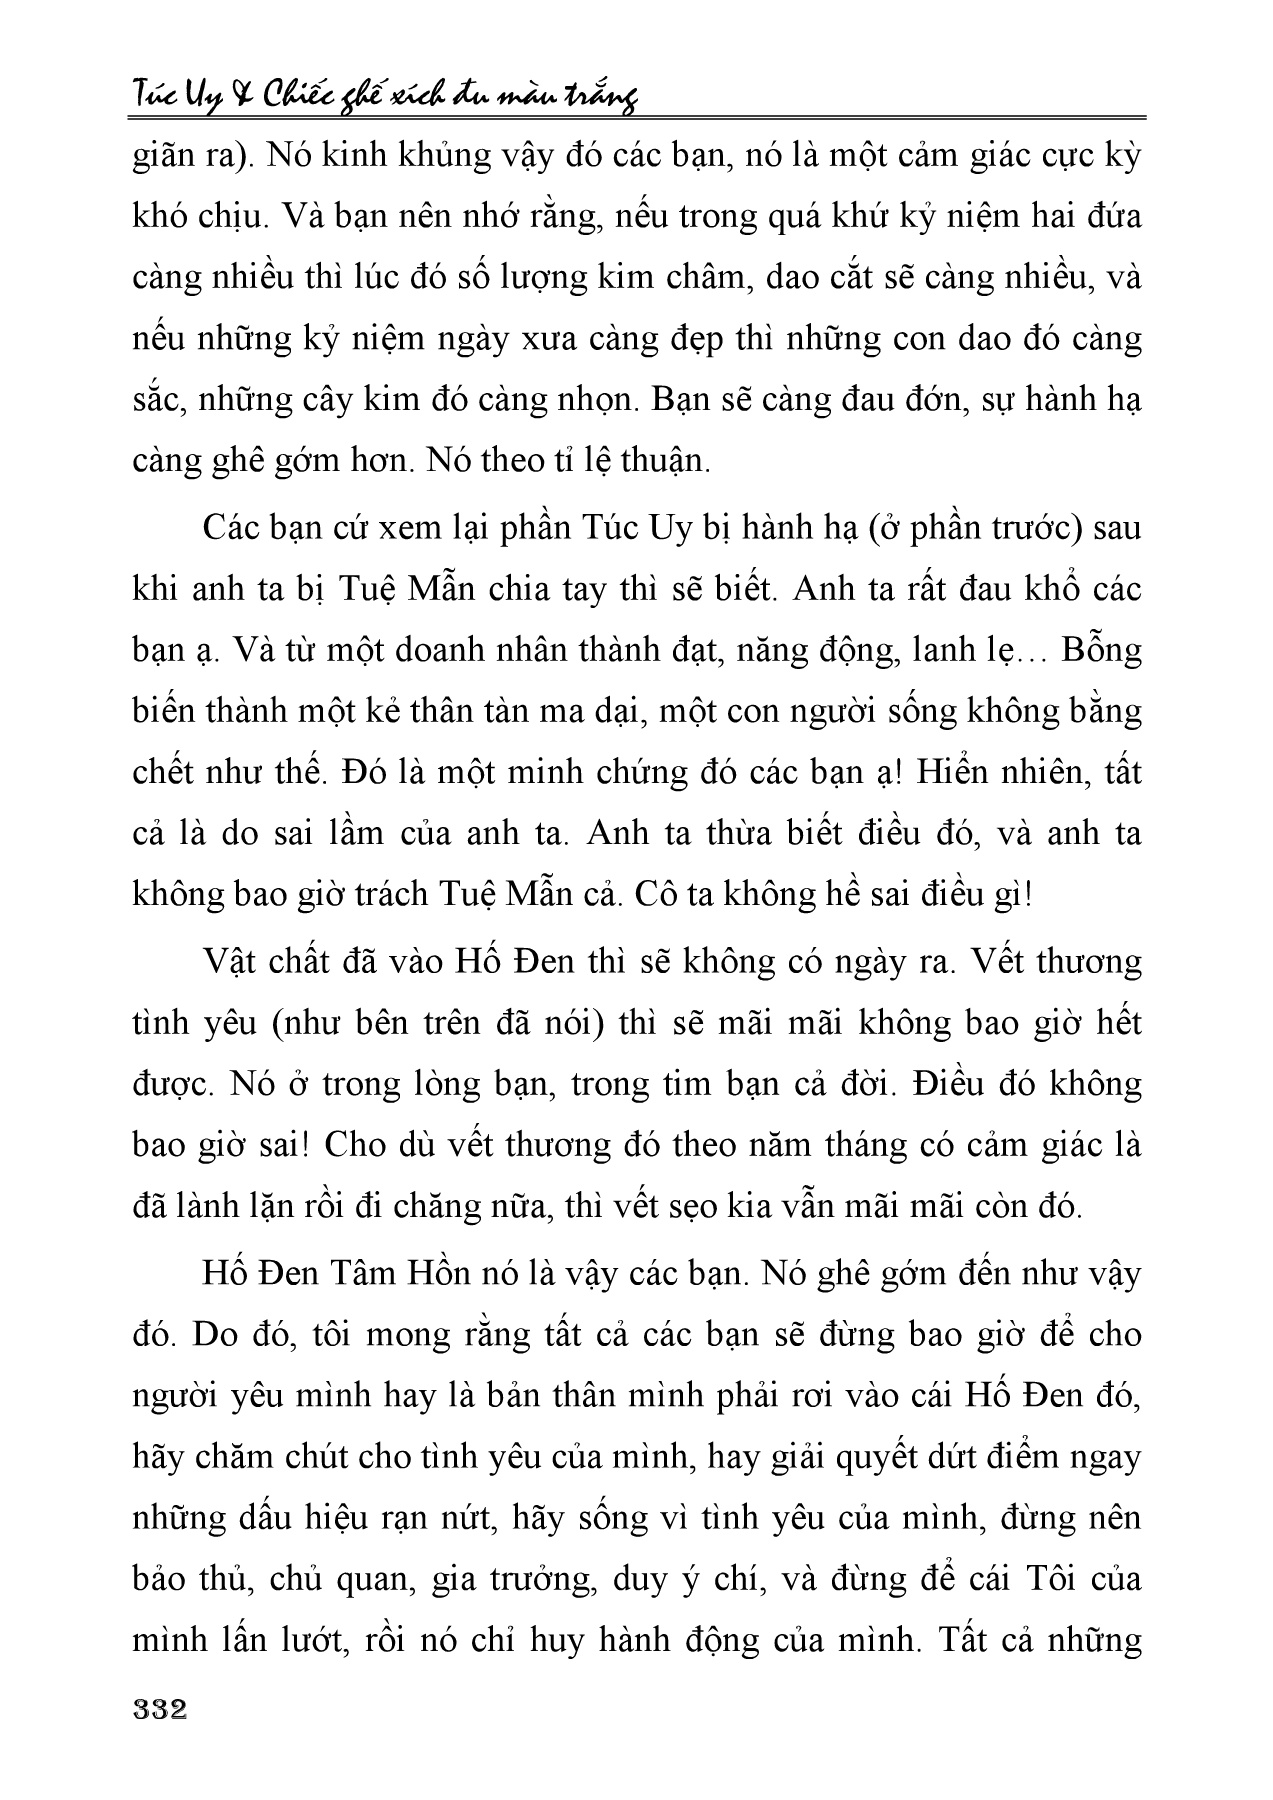 Túc Uy & Chiếc ghế xích đu màu trắng
giãn ra). Nó kinh khủng vậy đó các bạn, nó là một cảm giác cực kỳ
khó chịu. Và bạn nên nhớ rằng, nếu trong quá khứ kỷ niệm hai đứa
càng nhiều thì lúc đó số lượng kim châm, dao cắt sẽ càng nhiều, và
nếu những kỷ niệm ngày xưa càng đẹp thì những con dao đó càng
sắc, những cây kim đó càng nhọn. Bạn sẽ càng đau đớn, sự hành hạ
càng ghê gớm hơn. Nó theo tỉ lệ thuận.
Các bạn cứ xem lại phần Túc Uy bị hành hạ (ở phần trước) sau
khi anh ta bị Tuệ Mẫn chia tay thì sẽ biết. Anh ta rất đau khổ các
bạn ạ. Và từ một doanh nhân thành đạt, năng động, lanh lẹ… Bỗng
biến thành một kẻ thân tàn ma dại, một con người sống không bằng
chết như thế. Đó là một minh chứng đó các bạn ạ! Hiển nhiên, tất
cả là do sai lầm của anh ta. Anh ta thừa biết điều đó, và anh ta
không bao giờ trách Tuệ Mẫn cả. Cô ta không hề sai điều gì!
Vật chất đã vào Hố Đen thì sẽ không có ngày ra. Vết thương
tình yêu (như bên trên đã nói) thì sẽ mãi mãi không bao giờ hết
được. Nó ở trong lòng bạn, trong tim bạn cả đời. Điều đó không
bao giờ sai! Cho dù vết thương đó theo năm tháng có cảm giác là
đã lành lặn rồi đi chăng nữa, thì vết sẹo kia vẫn mãi mãi còn đó.
Hố Đen Tâm Hồn nó là vậy các bạn. Nó ghê gớm đến như vậy
đó. Do đó, tôi mong rằng tất cả các bạn sẽ đừng bao giờ để cho
người yêu mình hay là bản thân mình phải rơi vào cái Hố Đen đó,
hãy chăm chút cho tình yêu của mình, hay giải quyết dứt điểm ngay
những dấu hiệu rạn nứt, hãy sống vì tình yêu của mình, đừng nên
bảo thủ, chủ quan, gia trưởng, duy ý chí, và đừng để cái Tôi của
mình lấn lướt, rồi nó chỉ huy hành động của mình. Tất cả những
332